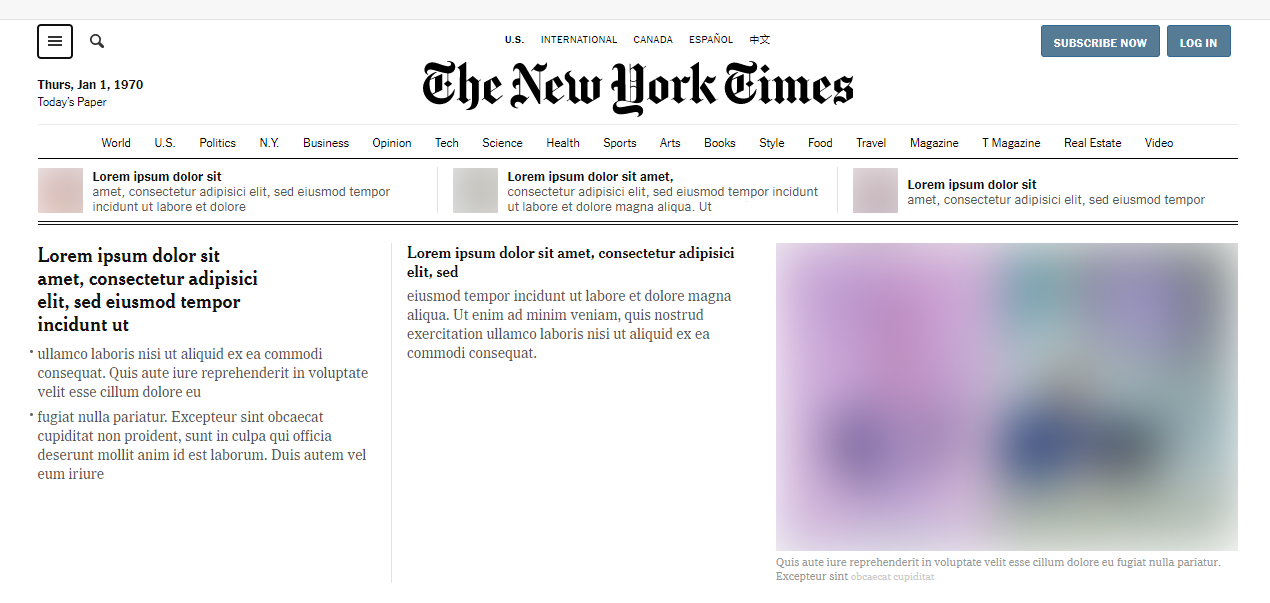 U.S. INTERNATIONAL CANADA ESPAÑOL 中文
SUBSCRIBE NOW LOG IN
The New York Times
Thurs, Jan 1, 1970
Today's Paper
World U.S. Politics N.Y. Business Opinion Tech Science Health Sports Arts Books Style Food Travel Magazine T Magazine Real Estate Video
Lorem ipsum dolor sit
amet, consectetur adipisici elit, sed eiusmod tempor
incidunt ut labore et dolore
Lorem ipsum dolor sit amet,
consectetur adipisici elit, sed eiusmod tempor incidunt
ut labore et dolore magna aliqua. Ut
Lorem ipsum dolor sit
amet, consectetur adipisici elit, sed eiusmod tempor
Lorem ipsum dolor sit
amet, consectetur adipisici
elit, sed eiusmod tempor
incidunt ut
• ullamco laboris nisi ut aliquid ex ea commodi
consequat. Quis aute iure reprehenderit in voluptate
velit esse cillum dolore eu
• fugiat nulla pariatur. Excepteur sint obcaecat
cupiditat non proident, sunt in culpa qui officia
deserunt mollit anim id est laborum. Duis autem vel
eum iriure
Lorem ipsum dolor sit amet, consectetur adipisici
elit, sed
eiusmod tempor incidunt ut labore et dolore magna
aliqua. Ut enim ad minim veniam, quis nostrud
exercitation ullamco laboris nisi ut aliquid ex ea
commodi consequat.
Quis aute iure reprehenderit in voluptate velit esse cillum dolore eu fugiat nulla pariatur.
Excepteur sint obcaecat cupiditat